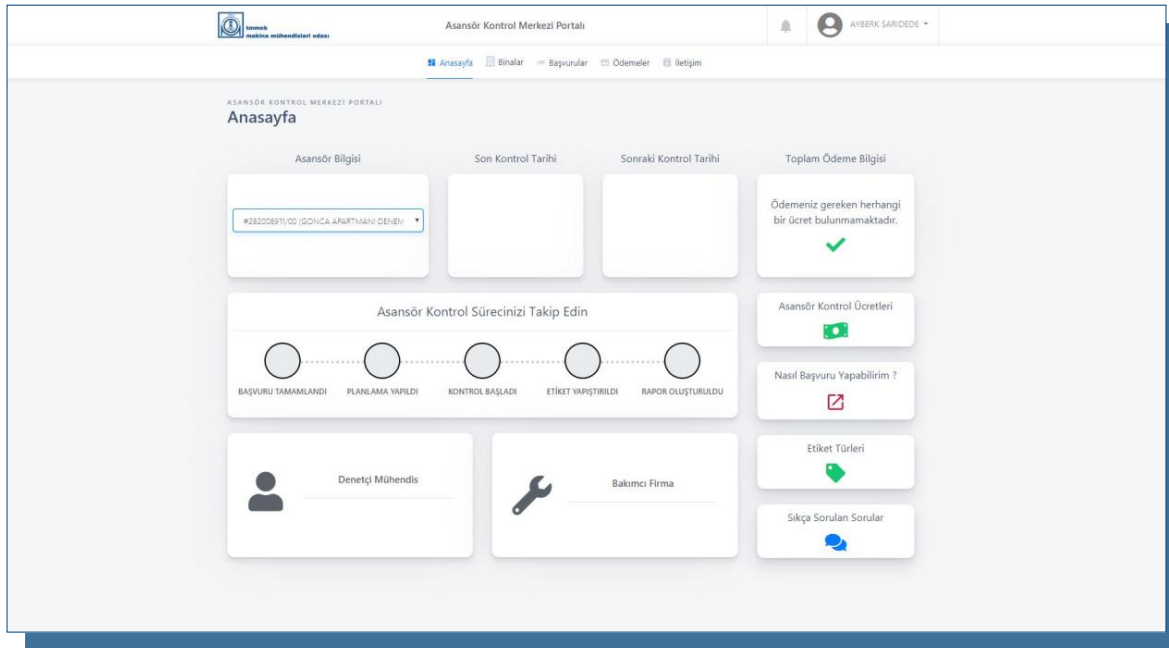 tmmob
makina mühendisleri odası
Asansör Kontrol Merkezi Portalı
AYBERK SARIDEDE
Anasayfa
Binalar
Başvurular
Ödemeler
İletişim
ASANSÖR KONTROL MERKEZİ PORTALI
Anasayfa
Asansör Bilgisi
Son Kontrol Tarihi
Sonraki Kontrol Tarihi
Toplam Ödeme Bilgisi
#282008911/00 (GONCA APARTMANI DENEM
Ödemeniz gereken herhangi
bir ücret bulunmamaktadır.
Asansör Kontrol Sürecinizi Takip Edin
BAŞVURU TAMAMLANDI
PLANLAMA YAPILDI
KONTROL BAŞLADI
ETİKET YAPIŞTIRILDI
RAPOR OLUŞTURULDU
Asansör Kontrol Ücretleri
Nasıl Başvuru Yapabilirim ?
Denetçi Mühendis
Bakımcı Firma
Etiket Türleri
Sıkça Sorulan Sorular